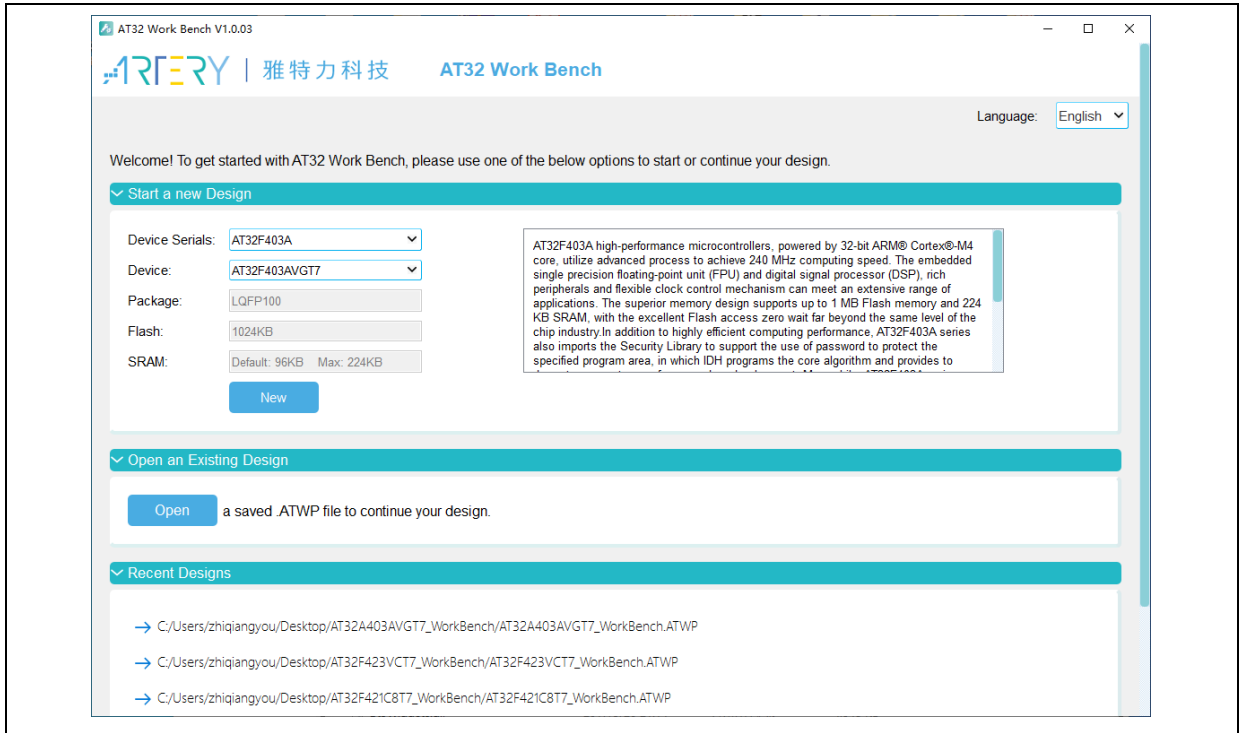 AT32 Work Bench V1.0.03
ARTERY 雅特力科技 AT32 Work Bench
Language: English
Welcome! To get started with AT32 Work Bench, please use one of the below options to start or continue your design.
Start a new Design
Device Serials: AT32F403A
Device: AT32F403AVGT7
Package: LQFP100
Flash: 1024KB
SRAM: Default: 96KB Max: 224KB
New
AT32F403A high-performance microcontrollers, powered by 32-bit ARM® Cortex®-M4
core, utilize advanced process to achieve 240 MHz computing speed. The embedded
single precision floating-point unit (FPU) and digital signal processor (DSP), rich
peripherals and flexible clock control mechanism can meet an extensive range of
applications. The superior memory design supports up to 1 MB Flash memory and 224
KB SRAM, with the excellent Flash access zero wait far beyond the same level of the
chip industry.In addition to highly efficient computing performance, AT32F403A series
also imports the Security Library to support the use of password to protect the
specified program area, in which IDH programs the core algorithm and provides to
Open an Existing Design
Open a saved .ATWP file to continue your design.
Recent Designs
C:/Users/zhiqiangyou/Desktop/AT32A403AVGT7_WorkBench/AT32A403AVGT7_WorkBench.ATWP
C:/Users/zhiqiangyou/Desktop/AT32F423VCT7_WorkBench/AT32F423VCT7_WorkBench.ATWP
C:/Users/zhiqiangyou/Desktop/AT32F421C8T7_WorkBench/AT32F421C8T7_WorkBench.ATWP